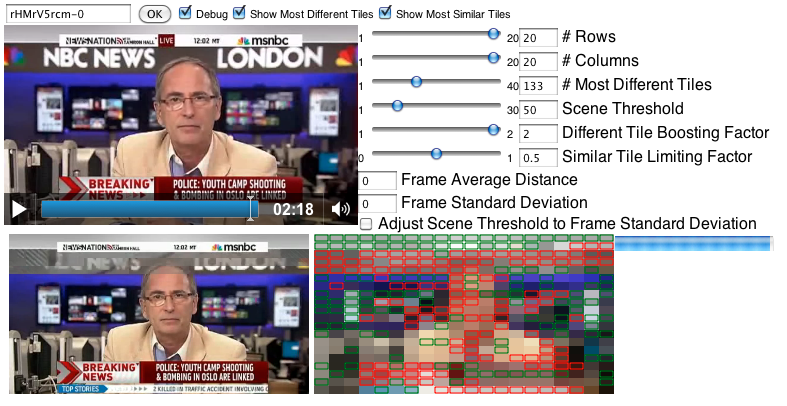 rHMrV5rcm-0 OK Debug Show Most Different Tiles Show Most Similar Tiles
LIVE 12:02 MT msnbc
NBC NEWS LONDON
BREAKING NEWS
POLICE: YOUTH CAMP SHOOTING
& BOMBING IN OSLO ARE LINKED
02:18
1 20 20 # Rows
1 20 20 # Columns
1 40 133 # Most Different Tiles
1 30 50 Scene Threshold
1 2 2 Different Tile Boosting Factor
0 1 0.5 Similar Tile Limiting Factor
0 Frame Average Distance
0 Frame Standard Deviation
Adjust Scene Threshold to Frame Standard Deviation
12:02 MT msnbc
LONDON
BREAKING NEWS
POLICE: YOUTH CAMP SHOOTING
& BOMBING IN OSLO ARE LINKED
TOP STORIES 2 KILLED IN TRAFFIC ACCIDENT INVOLVING